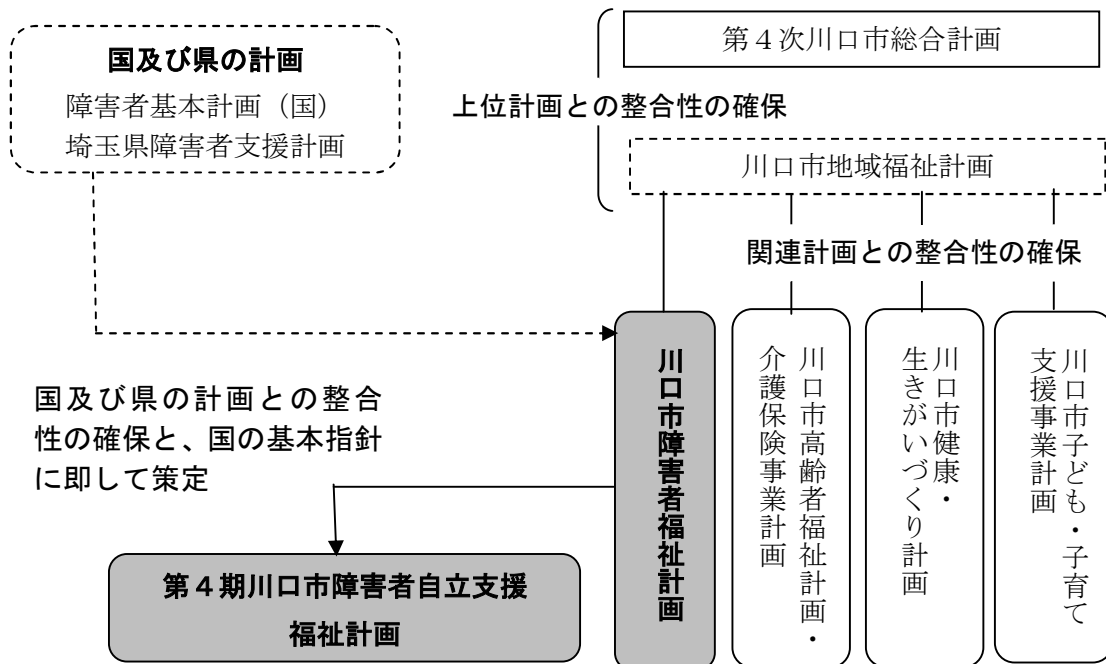 国及び県の計画
障害者基本計画（国）
埼玉県障害者支援計画
第４次川口市総合計画
上位計画との整合性の確保
川口市地域福祉計画
関連計画との整合性の確保
川口市障害者福祉計画
川口市高齢者福祉計画・
介護保険事業計画
川口市健康・
生きがいづくり計画
川口市子ども・子育て
支援事業計画
国及び県の計画との整合
性の確保と、国の基本指針
に即して策定
第４期川口市障害者自立支援
福祉計画